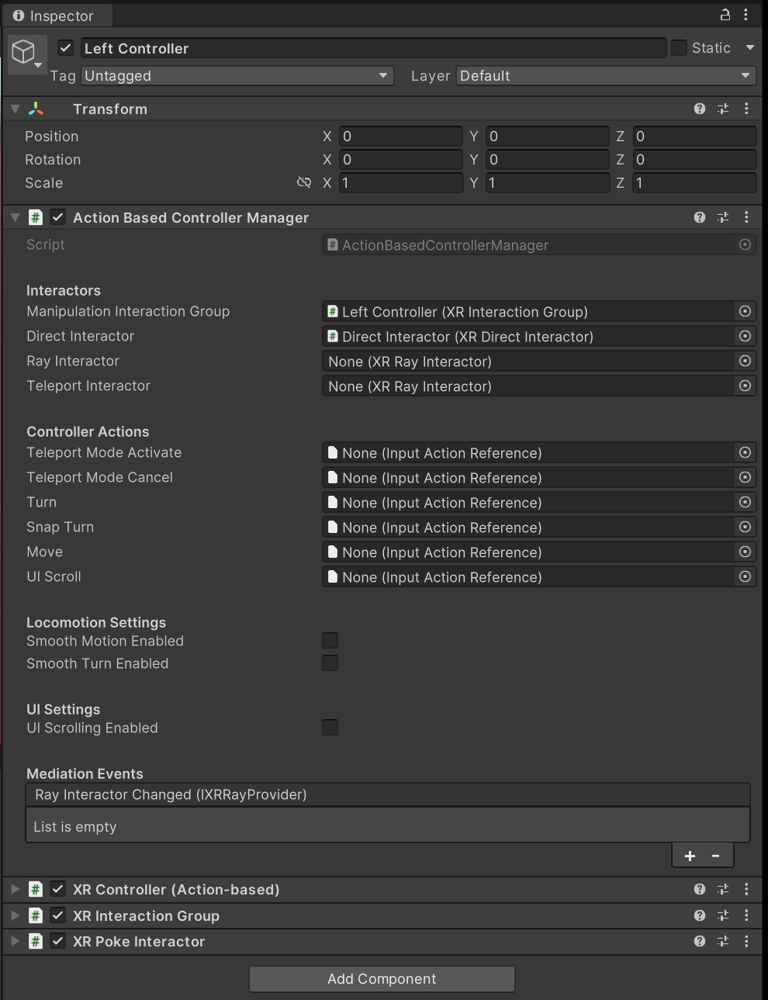 Inspector
Left Controller Static
Tag Untagged Layer Default
Transform
Position X 0 Y 0 Z 0
Rotation X 0 Y 0 Z 0
Scale X 1 Y 1 Z 1
# Action Based Controller Manager
Script # ActionBasedControllerManager
Interactors
Manipulation Interaction Group # Left Controller (XR Interaction Group)
Direct Interactor # Direct Interactor (XR Direct Interactor)
Ray Interactor None (XR Ray Interactor)
Teleport Interactor None (XR Ray Interactor)
Controller Actions
Teleport Mode Activate None (Input Action Reference)
Teleport Mode Cancel None (Input Action Reference)
Turn None (Input Action Reference)
Snap Turn None (Input Action Reference)
Move None (Input Action Reference)
UI Scroll None (Input Action Reference)
Locomotion Settings
Smooth Motion Enabled
Smooth Turn Enabled
UI Settings
UI Scrolling Enabled
Mediation Events
Ray Interactor Changed (IXRRayProvider)
List is empty
+ -
# XR Controller (Action-based)
# XR Interaction Group
# XR Poke Interactor
Add Component